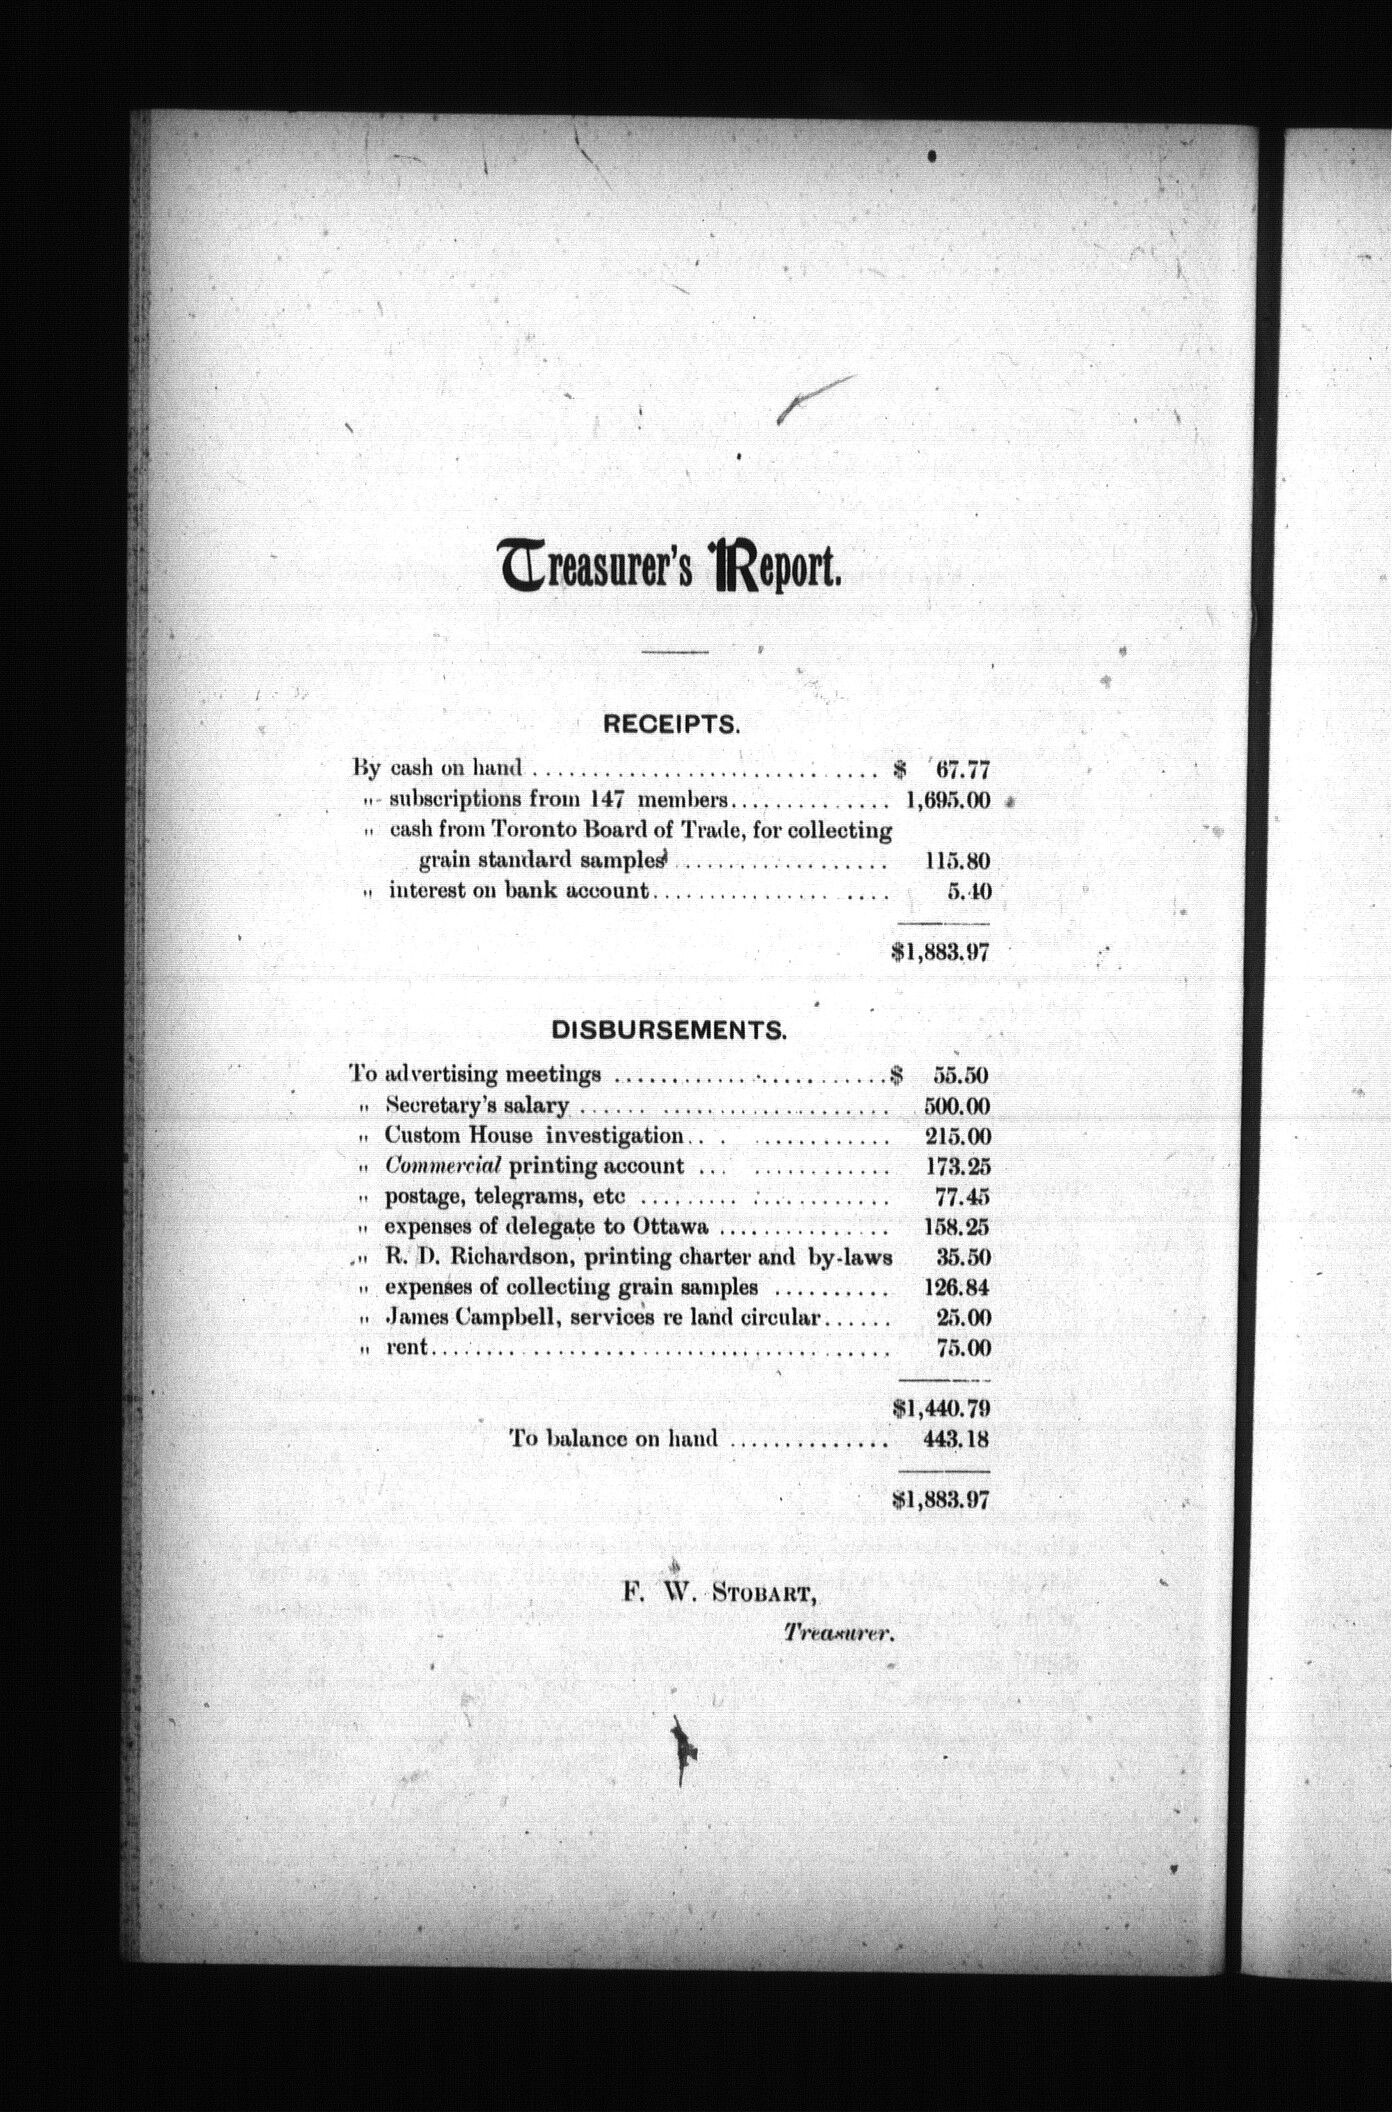 Treasurer's Report.
RECEIPTS.
By cash on hand .......................... .... $ 67.77
" subscriptions from 147 members.............. 1,695.00
" cash from Toronto Board of Trade, for collecting
grain standard samples .................. 115.80
" interest on bank account............... .... 5.40
$1,883.97
DISBURSEMENTS.
To advertising meetings ........................ $ 55.50
" Secretary's salary ...... ................... 500.00
" Custom House investigation.. . ............ 215.00
" Commercial printing account ... ............ 173.25
" postage, telegrams, etc ......... ............ 77.45
" expenses of delegate to Ottawa ............... 158.25
" R. D. Richardson, printing charter and by-laws 35.50
" expenses of collecting grain samples .......... 126.84
" James Campbell, services re land circular...... 25.00
" rent........................................ 75.00
$1,440.79
To balance on hand .............. 443.18
$1,883.97
F. W. STOBART,
Treasurer.